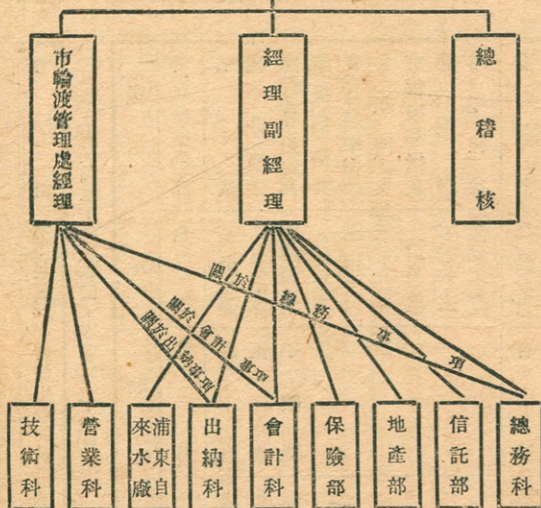 總稽核
經理副經理
市輪渡管理處經理
關於總務事項
關於會計事項
關於出納事項
總務科
信託部
地產部
保險部
會計科
出納科
浦東自
來水廠
營業科
技術科